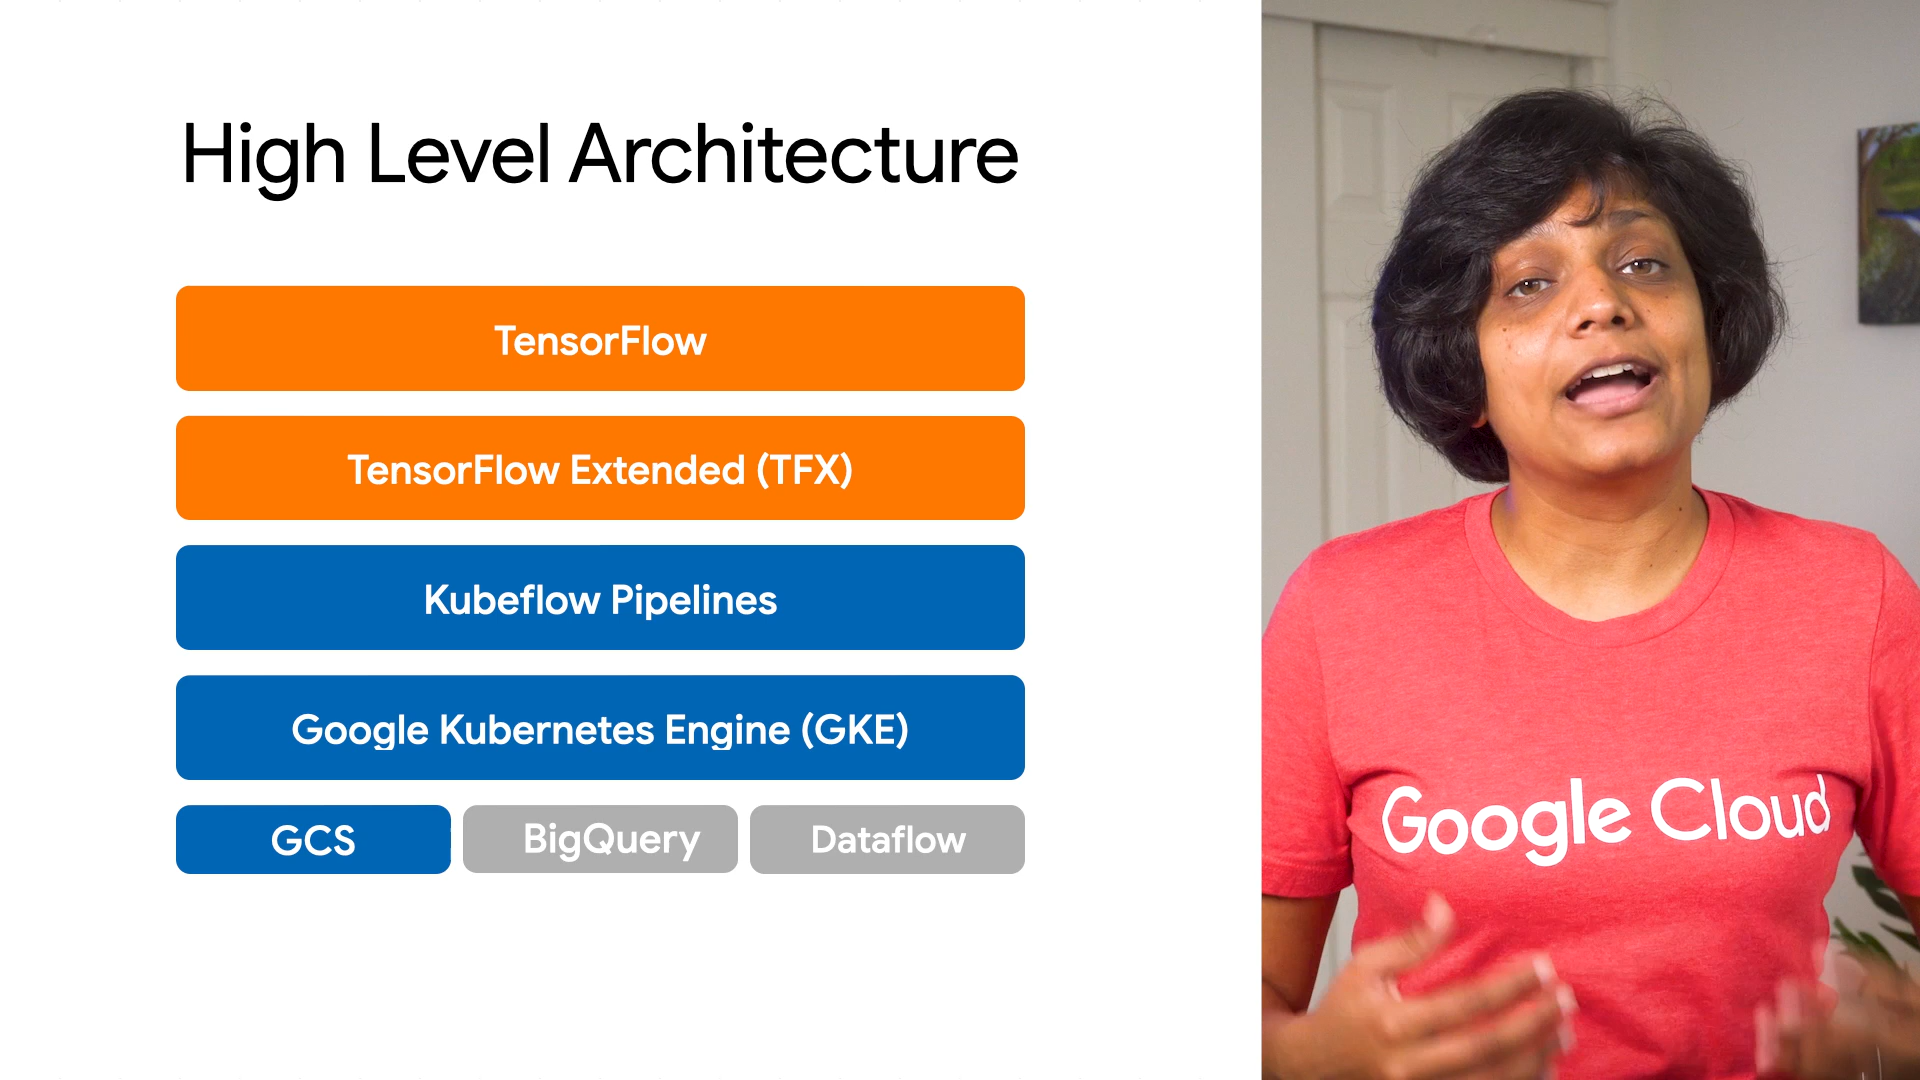 High Level Architecture
TensorFlow
TensorFlow Extended (TFX)
Kubeflow Pipelines
Google Kubernetes Engine (GKE)
GCS
BigQuery
Dataflow
Google Cloud